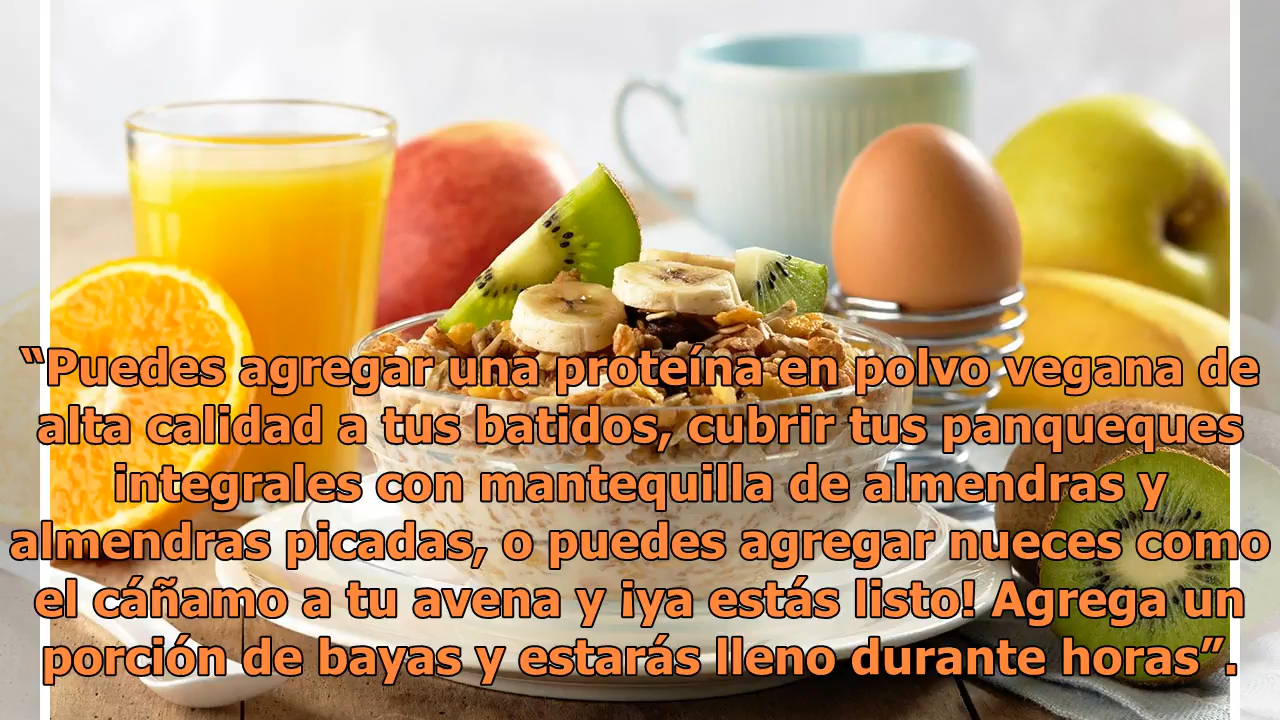 “Puedes agregar una proteína en polvo vegana de
alta calidad a tus batidos, cubrir tus panqueques
integrales con mantequilla de almendras y
almendras picadas, o puedes agregar nueces como
el cáñamo a tu avena y ¡ya estás listo! Agrega un
porción de bayas y estarás lleno durante horas”.